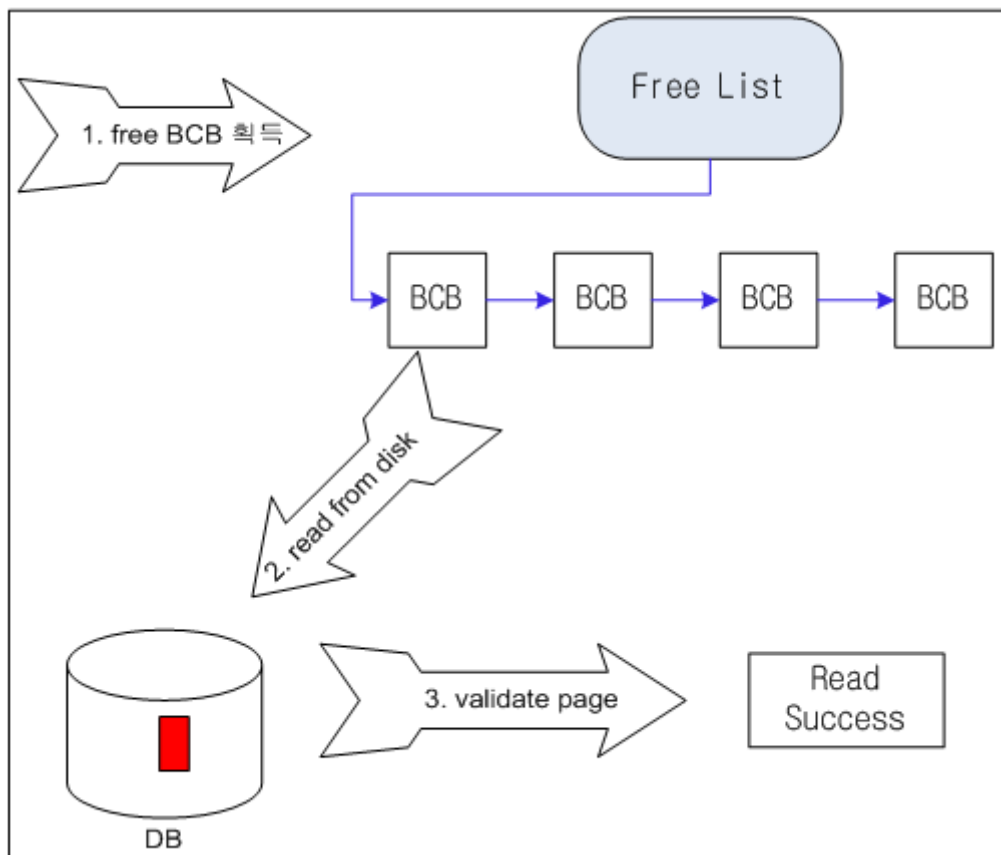 Free List
1. free BCB 획득
BCB
BCB
BCB
BCB
2. read from disk
3. validate page
Read
Success
DB